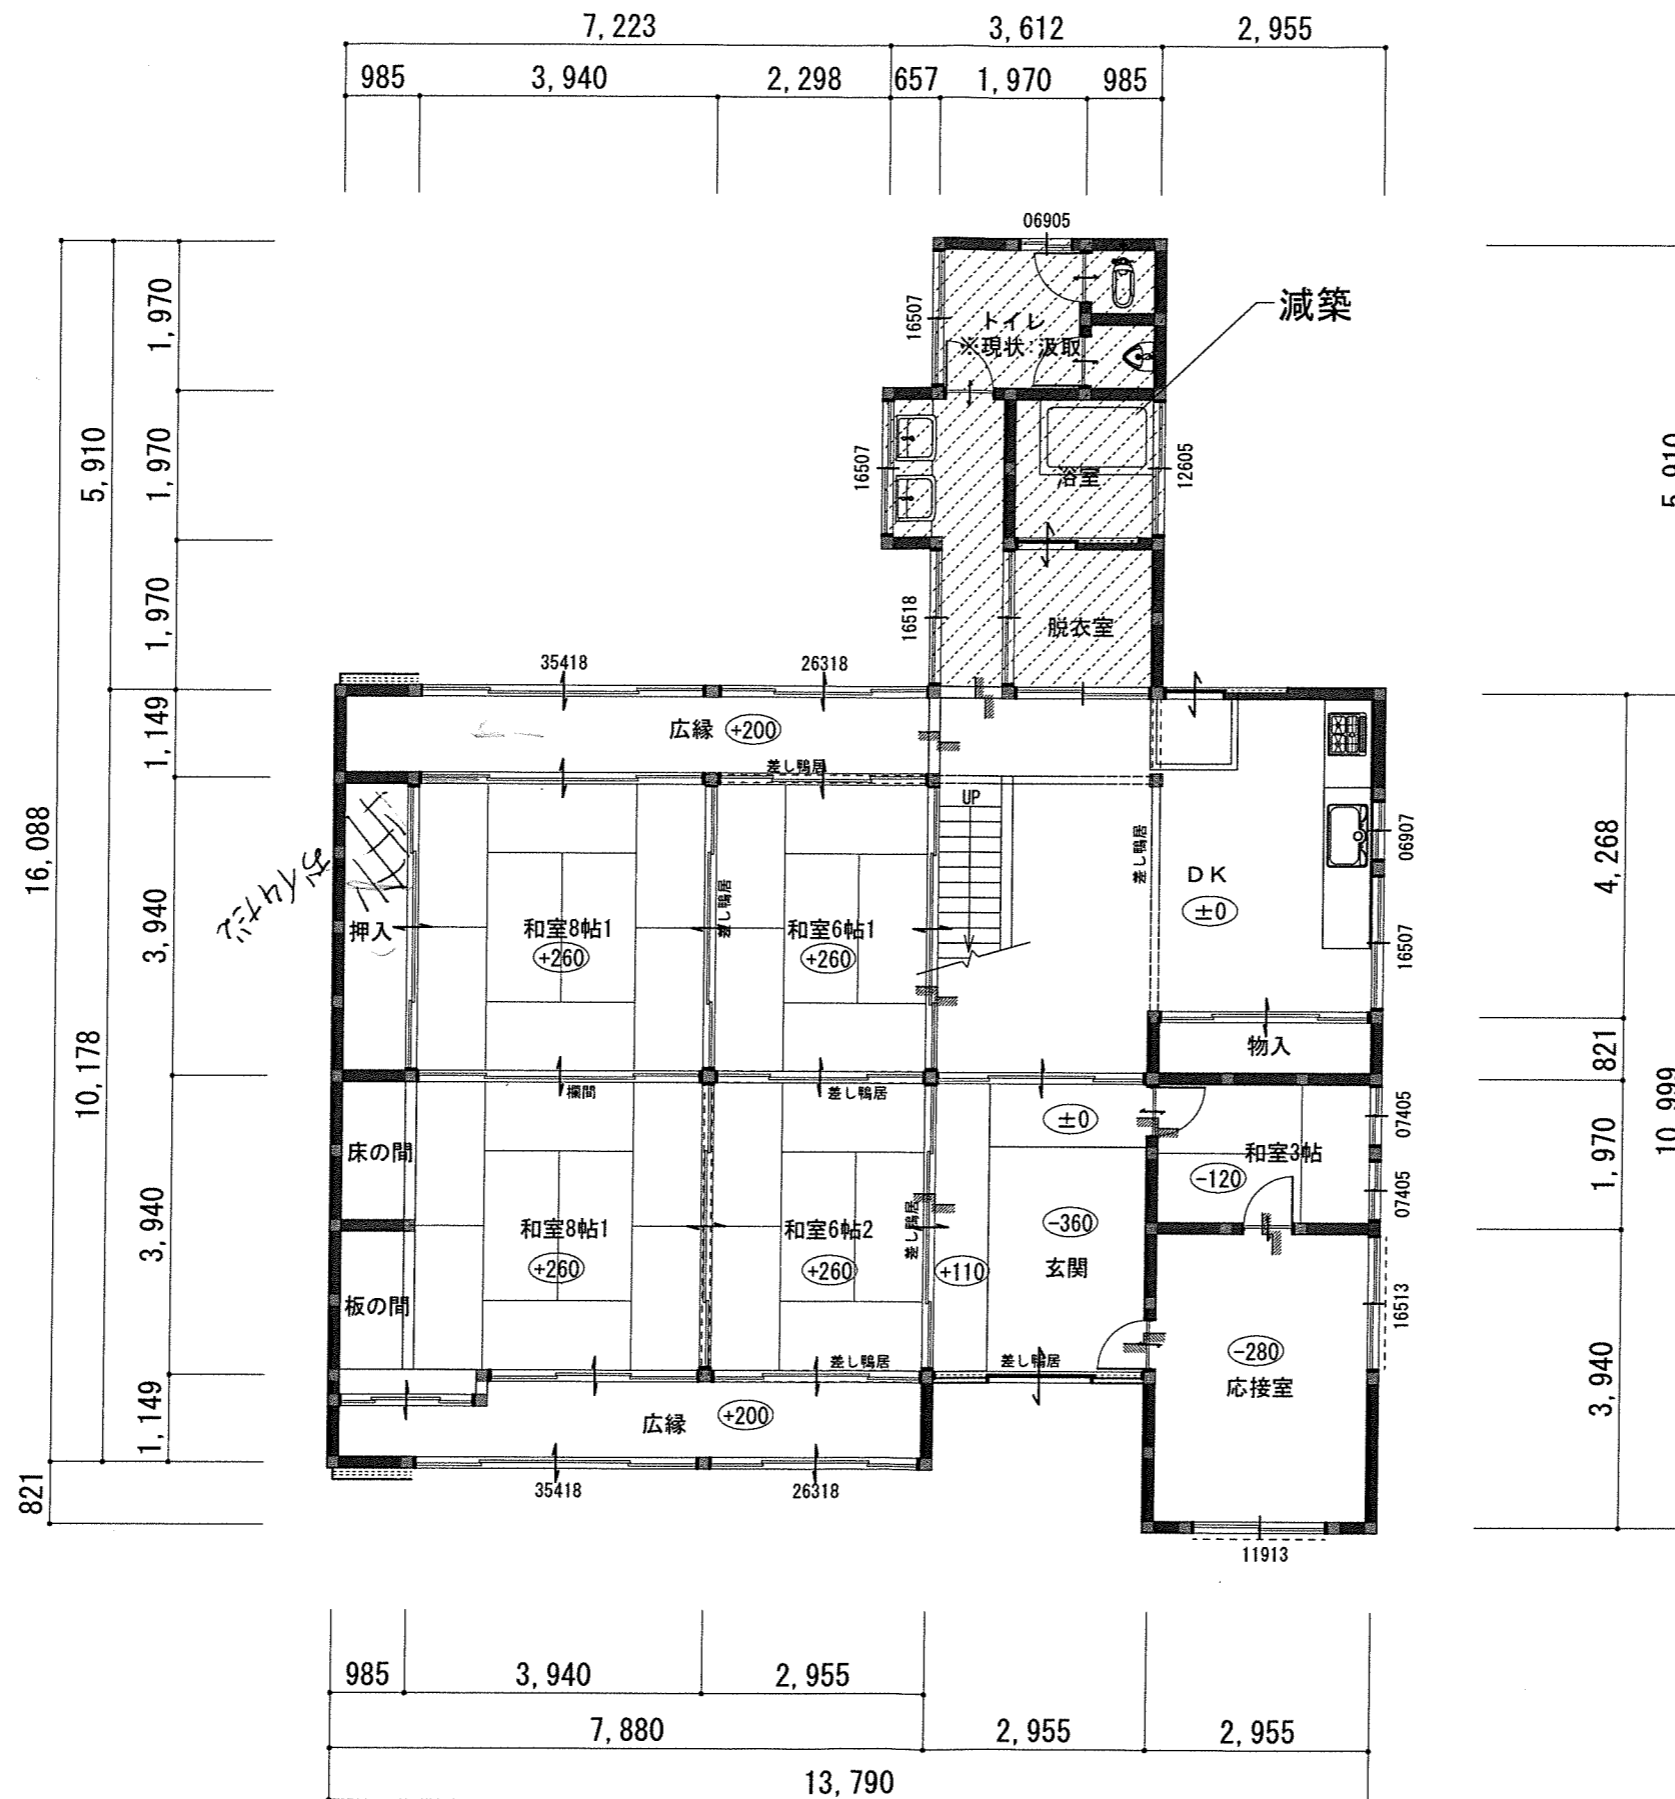 7,223
3,612
2,955
985
3,940
2,298
657
1,970
985
06905
減築
16507
トイレ
※現状:汲取
16507
浴室
12605
16518
脱衣室
35418
26318
広縁
+200
差し鴨居
UP
06907
差し鴨居
差し鴨居
DK
±0
押入
和室8帖1
+260
和室6帖1
+260
16507
物入
欄間
差し鴨居
±0
07405
床の間
和室3帖
-120
07405
和室8帖1
+260
和室6帖2
+260
差し鴨居
-360
玄関
+110
板の間
16513
差し鴨居
差し鴨居
-280
応接室
広縁
+200
35418
26318
11913
1,970
5,910
1,970
1,970
1,149
16,088
3,940
10,178
3,940
1,149
821
5,910
4,268
821
10,999
1,970
3,940
985
3,940
2,955
7,880
2,955
2,955
13,790